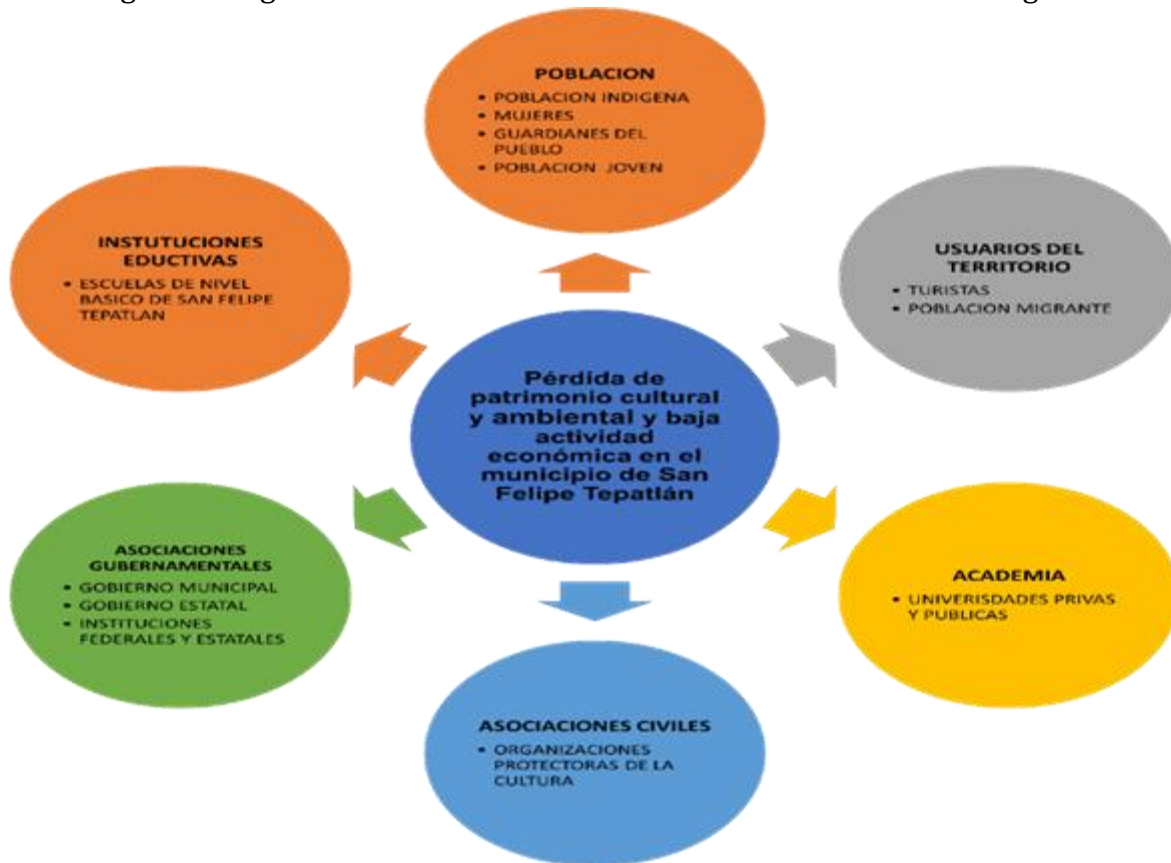 POBLACION
• POBLACION INDIGENA
• MUJERES
• GUARDIANES DEL
PUEBLO
• POBLACION JOVEN
INSTUTUCIONES
EDUCTIVAS
• ESCUELAS DE NIVEL
BASICO DE SAN FELIPE
TEPATLAN
USUARIOS DEL
TERRITORIO
• TURISTAS
• POBLACION MIGRANTE
Pérdida de
patrimonio cultural
y ambiental y baja
actividad
económica en el
municipio de San
Felipe Tepatlán
ASOCIACIONES
GUBERNAMENTALES
• GOBIERNO MUNICIPAL
• GOBIERNO ESTATAL
• INSTITUCIONES
FEDERALES Y ESTATALES
ACADEMIA
• UNIVERISDADES PRIVAS
Y PUBLICAS
ASOCIACIONES CIVILES
• ORGANIZACIONES
PROTECTORAS DE LA
CULTURA